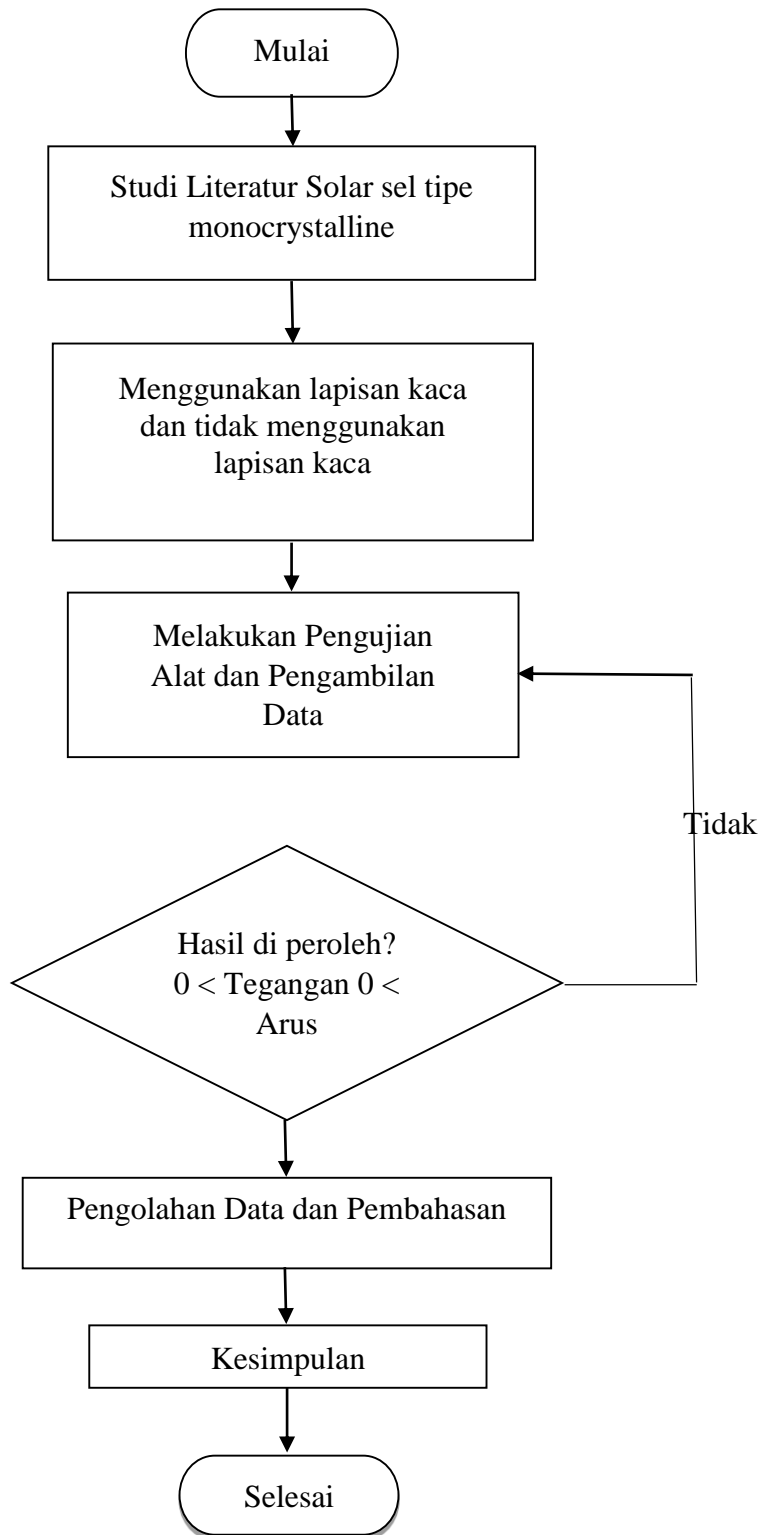 Mulai
Studi Literatur Solar sel tipe
monocrystalline
Menggunakan lapisan kaca
dan tidak menggunakan
lapisan kaca
Melakukan Pengujian
Alat dan Pengambilan
Data
Tidak
Hasil di peroleh?
0 < Tegangan 0 <
Arus
Pengolahan Data dan Pembahasan
Kesimpulan
Selesai